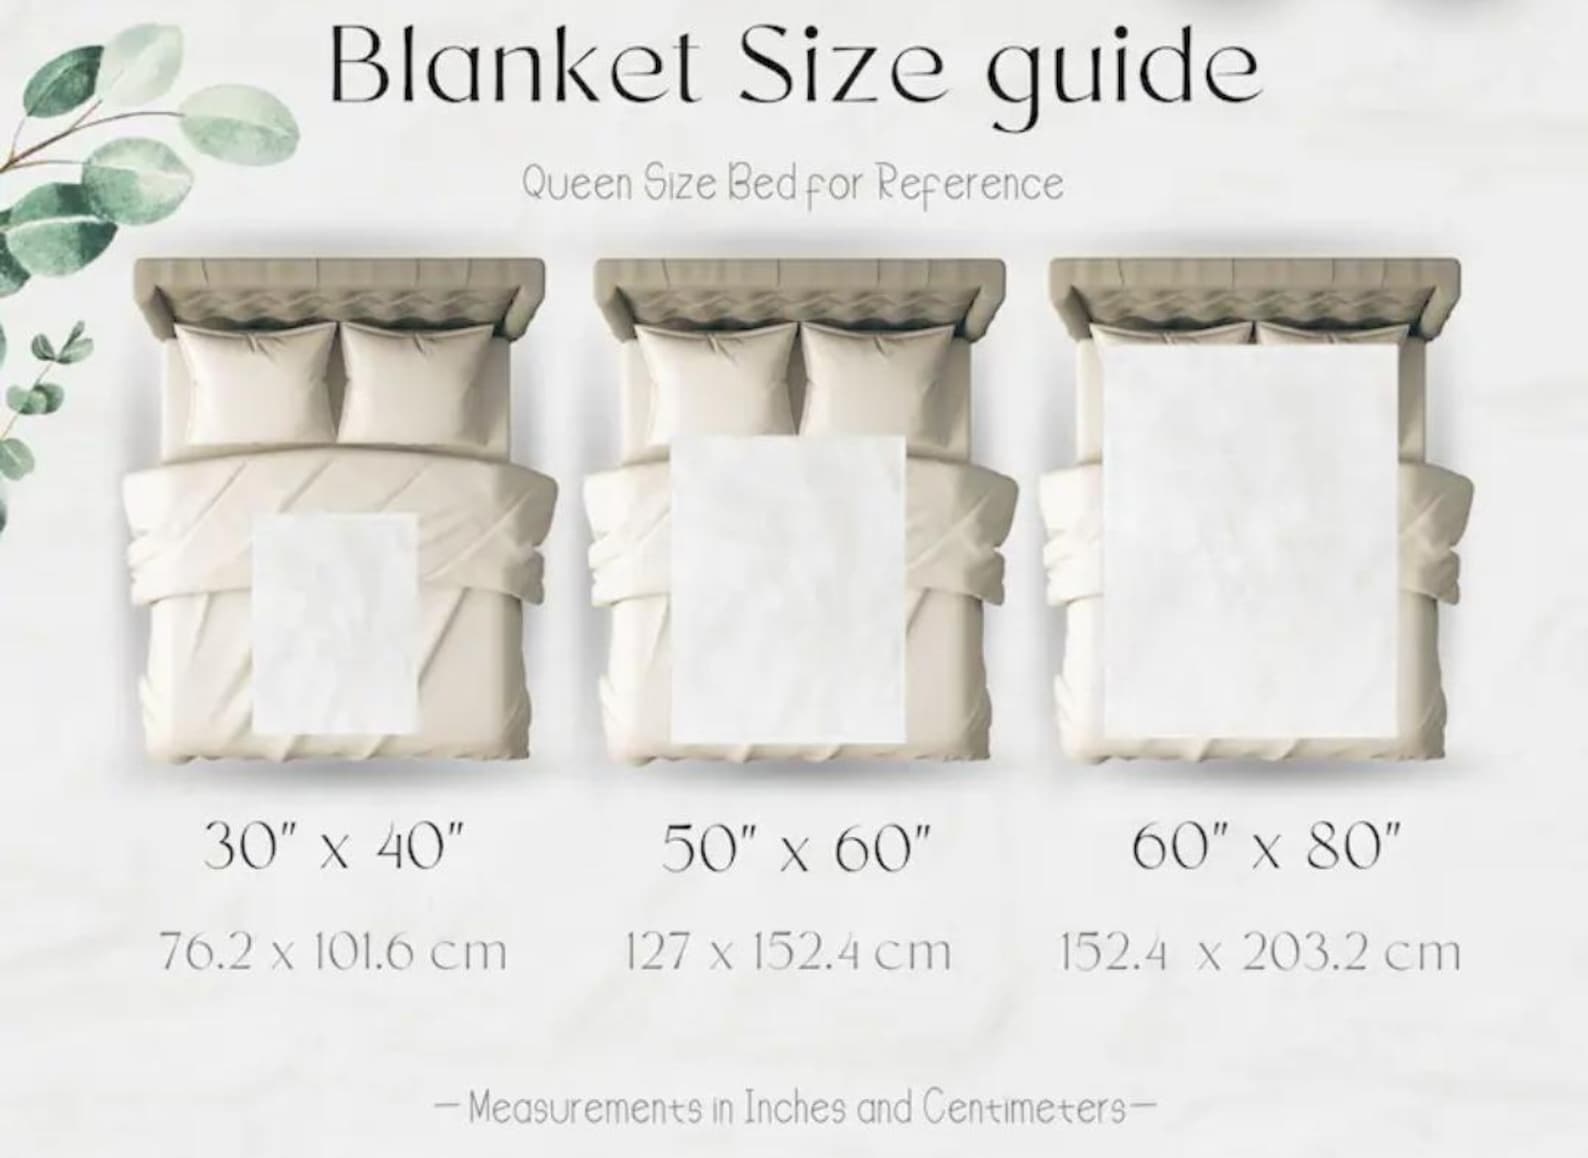 Blanket Size guide
Queen Size Bed for Reference
30" x 40"
50" x 60"
60" x 80"
76.2 x 101.6 cm
127 x 152.4 cm
152.4 x 203.2 cm
—Measurements in Inches and Centimeters—